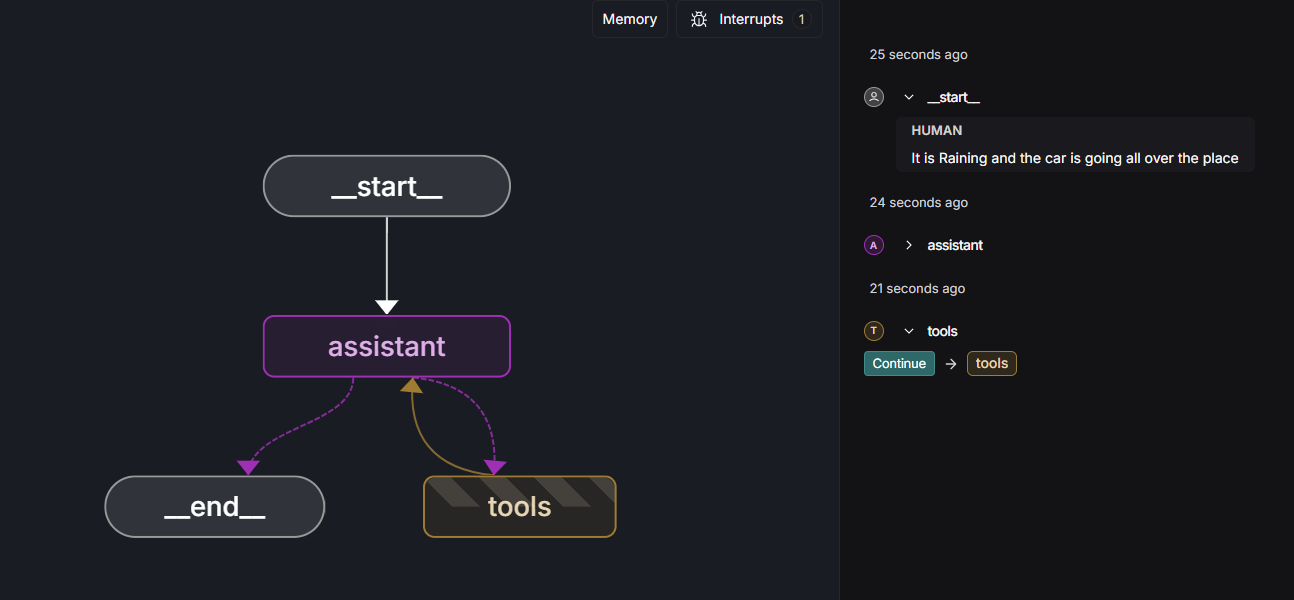 Memory
Interrupts 1
__start__
assistant
__end__
tools
25 seconds ago
__start__
HUMAN
It is Raining and the car is going all over the place
24 seconds ago
A assistant
21 seconds ago
T tools
Continue → tools